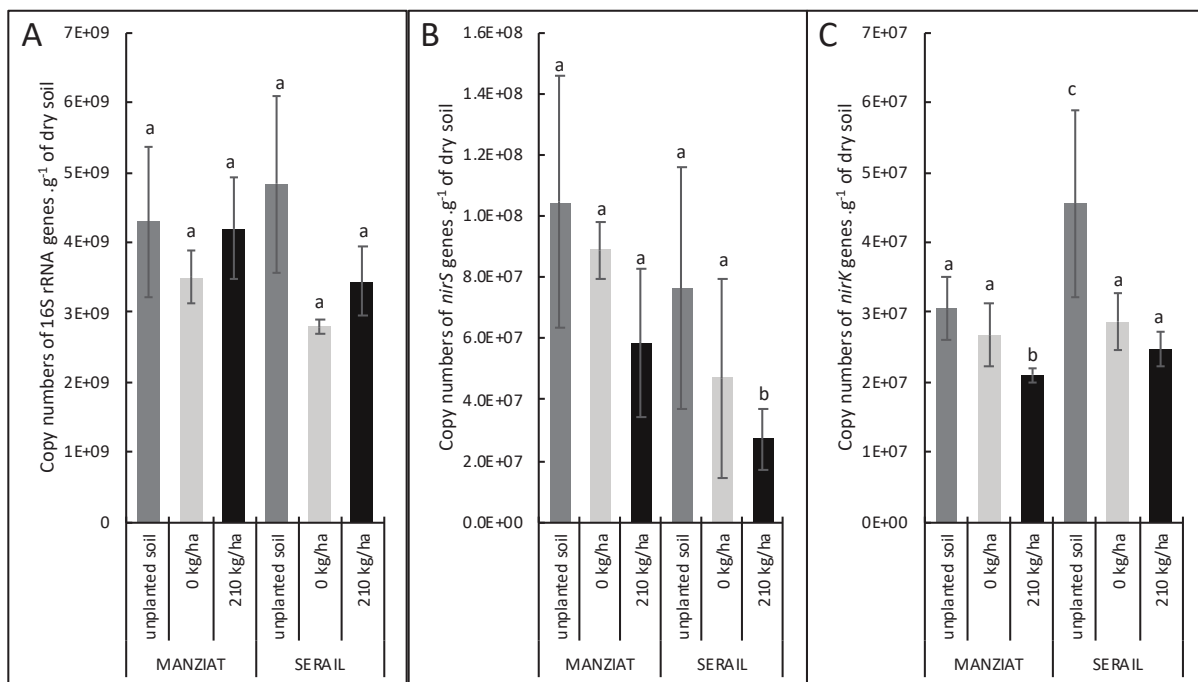 A
Copy numbers of 16S rRNA genes .g-1 of dry soil
7E+09
6E+09
5E+09
4E+09
3E+09
2E+09
1E+09
0
a
a
a
a
a
a
unplanted soil
0 kg/ha
210 kg/ha
unplanted soil
0 kg/ha
210 kg/ha
MANZIAT
SERAIL
B
Copy numbers of nirS genes .g-1 of dry soil
1.6E+08
1.4E+08
1.2E+08
1.0E+08
8.0E+07
6.0E+07
4.0E+07
2.0E+07
0.0E+00
a
a
a
a
a
b
unplanted soil
0 kg/ha
210 kg/ha
unplanted soil
0 kg/ha
210 kg/ha
MANZIAT
SERAIL
C
Copy numbers of nirK genes .g-1 of dry soil
7E+07
6E+07
5E+07
4E+07
3E+07
2E+07
1E+07
0E+00
a
a
b
c
a
a
unplanted soil
0 kg/ha
210 kg/ha
unplanted soil
0 kg/ha
210 kg/ha
MANZIAT
SERAIL